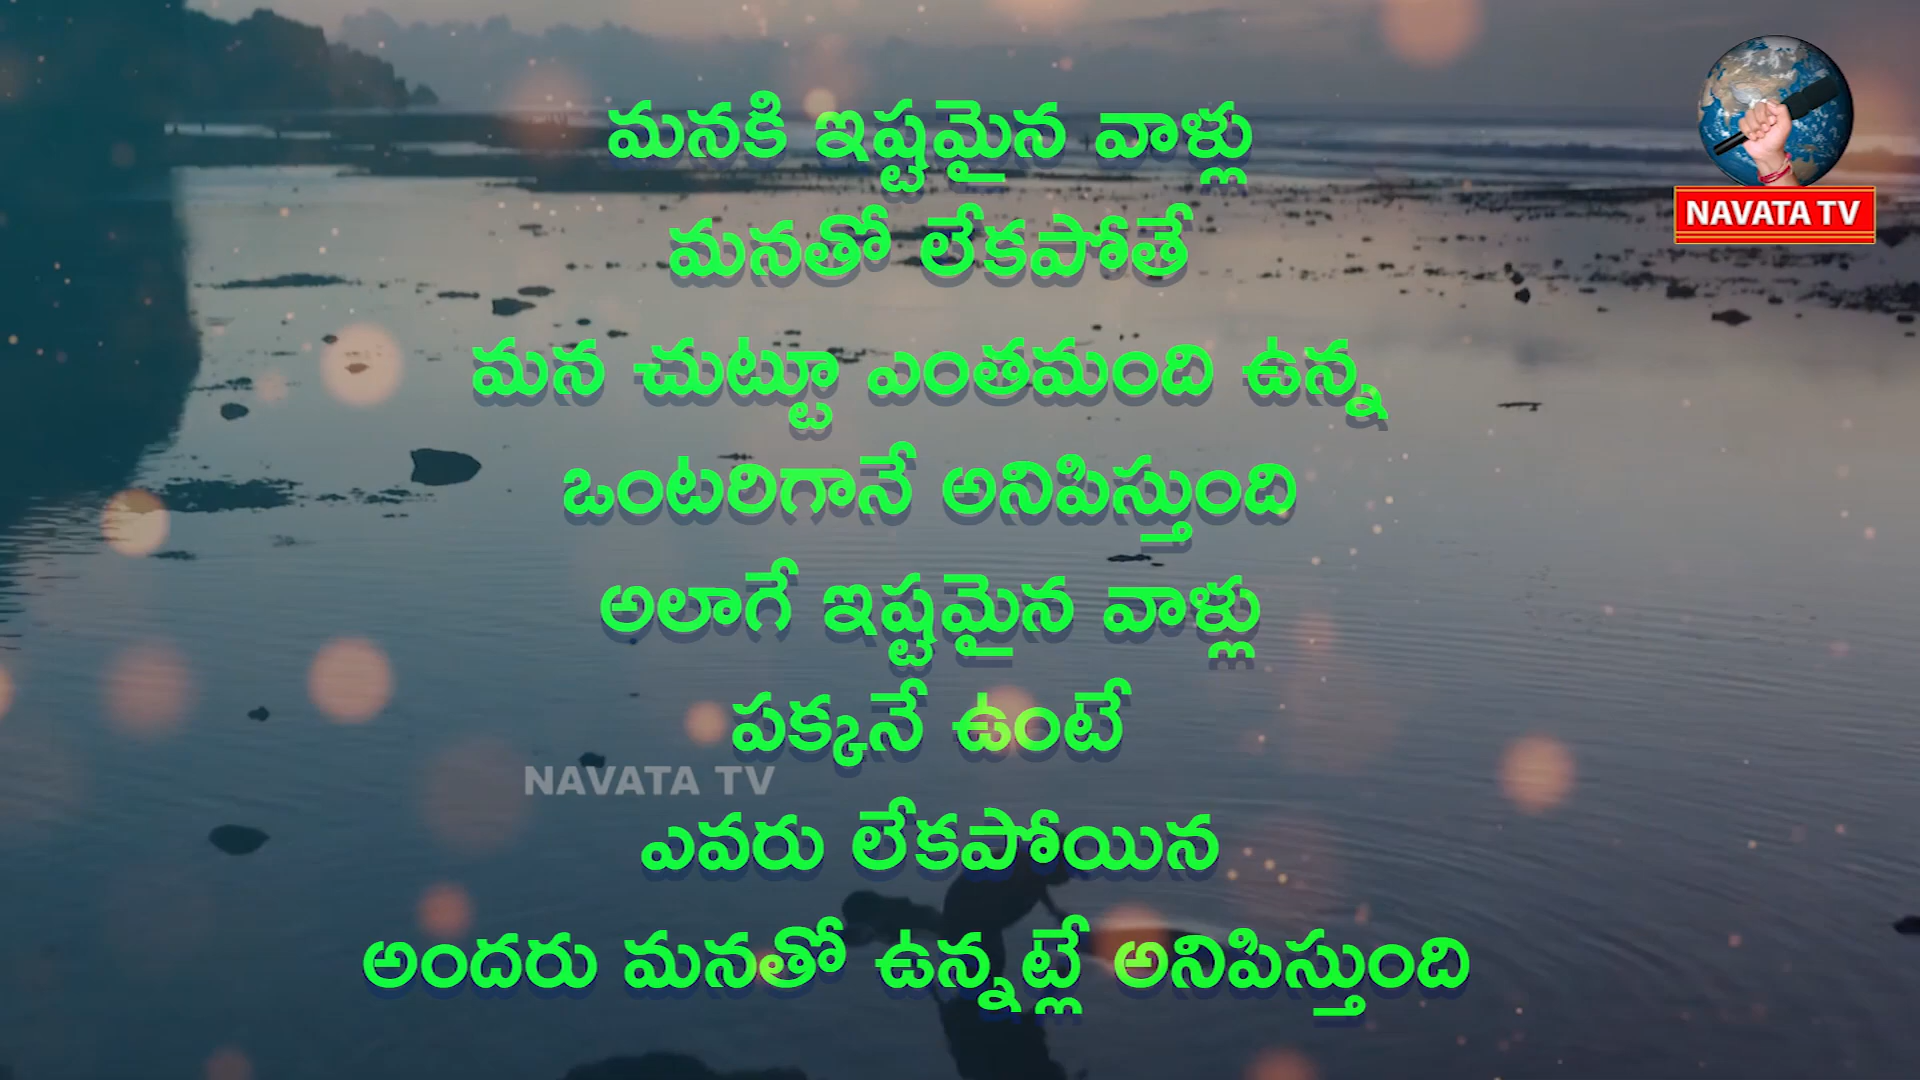 మనకి ఇష్టమైన వాళ్లు
మనతో లేకపోతే
మన చుట్టూ ఎంతమంది ఉన్న
ఒంటరిగానే అనిపిస్తుంది
అలాగే ఇష్టమైన వాళ్లు
పక్కనే ఉంటే
ఎవరు లేకపోయిన
అందరు మనతో ఉన్నట్లే అనిపిస్తుంది
NAVATA TV
NAVATA TV